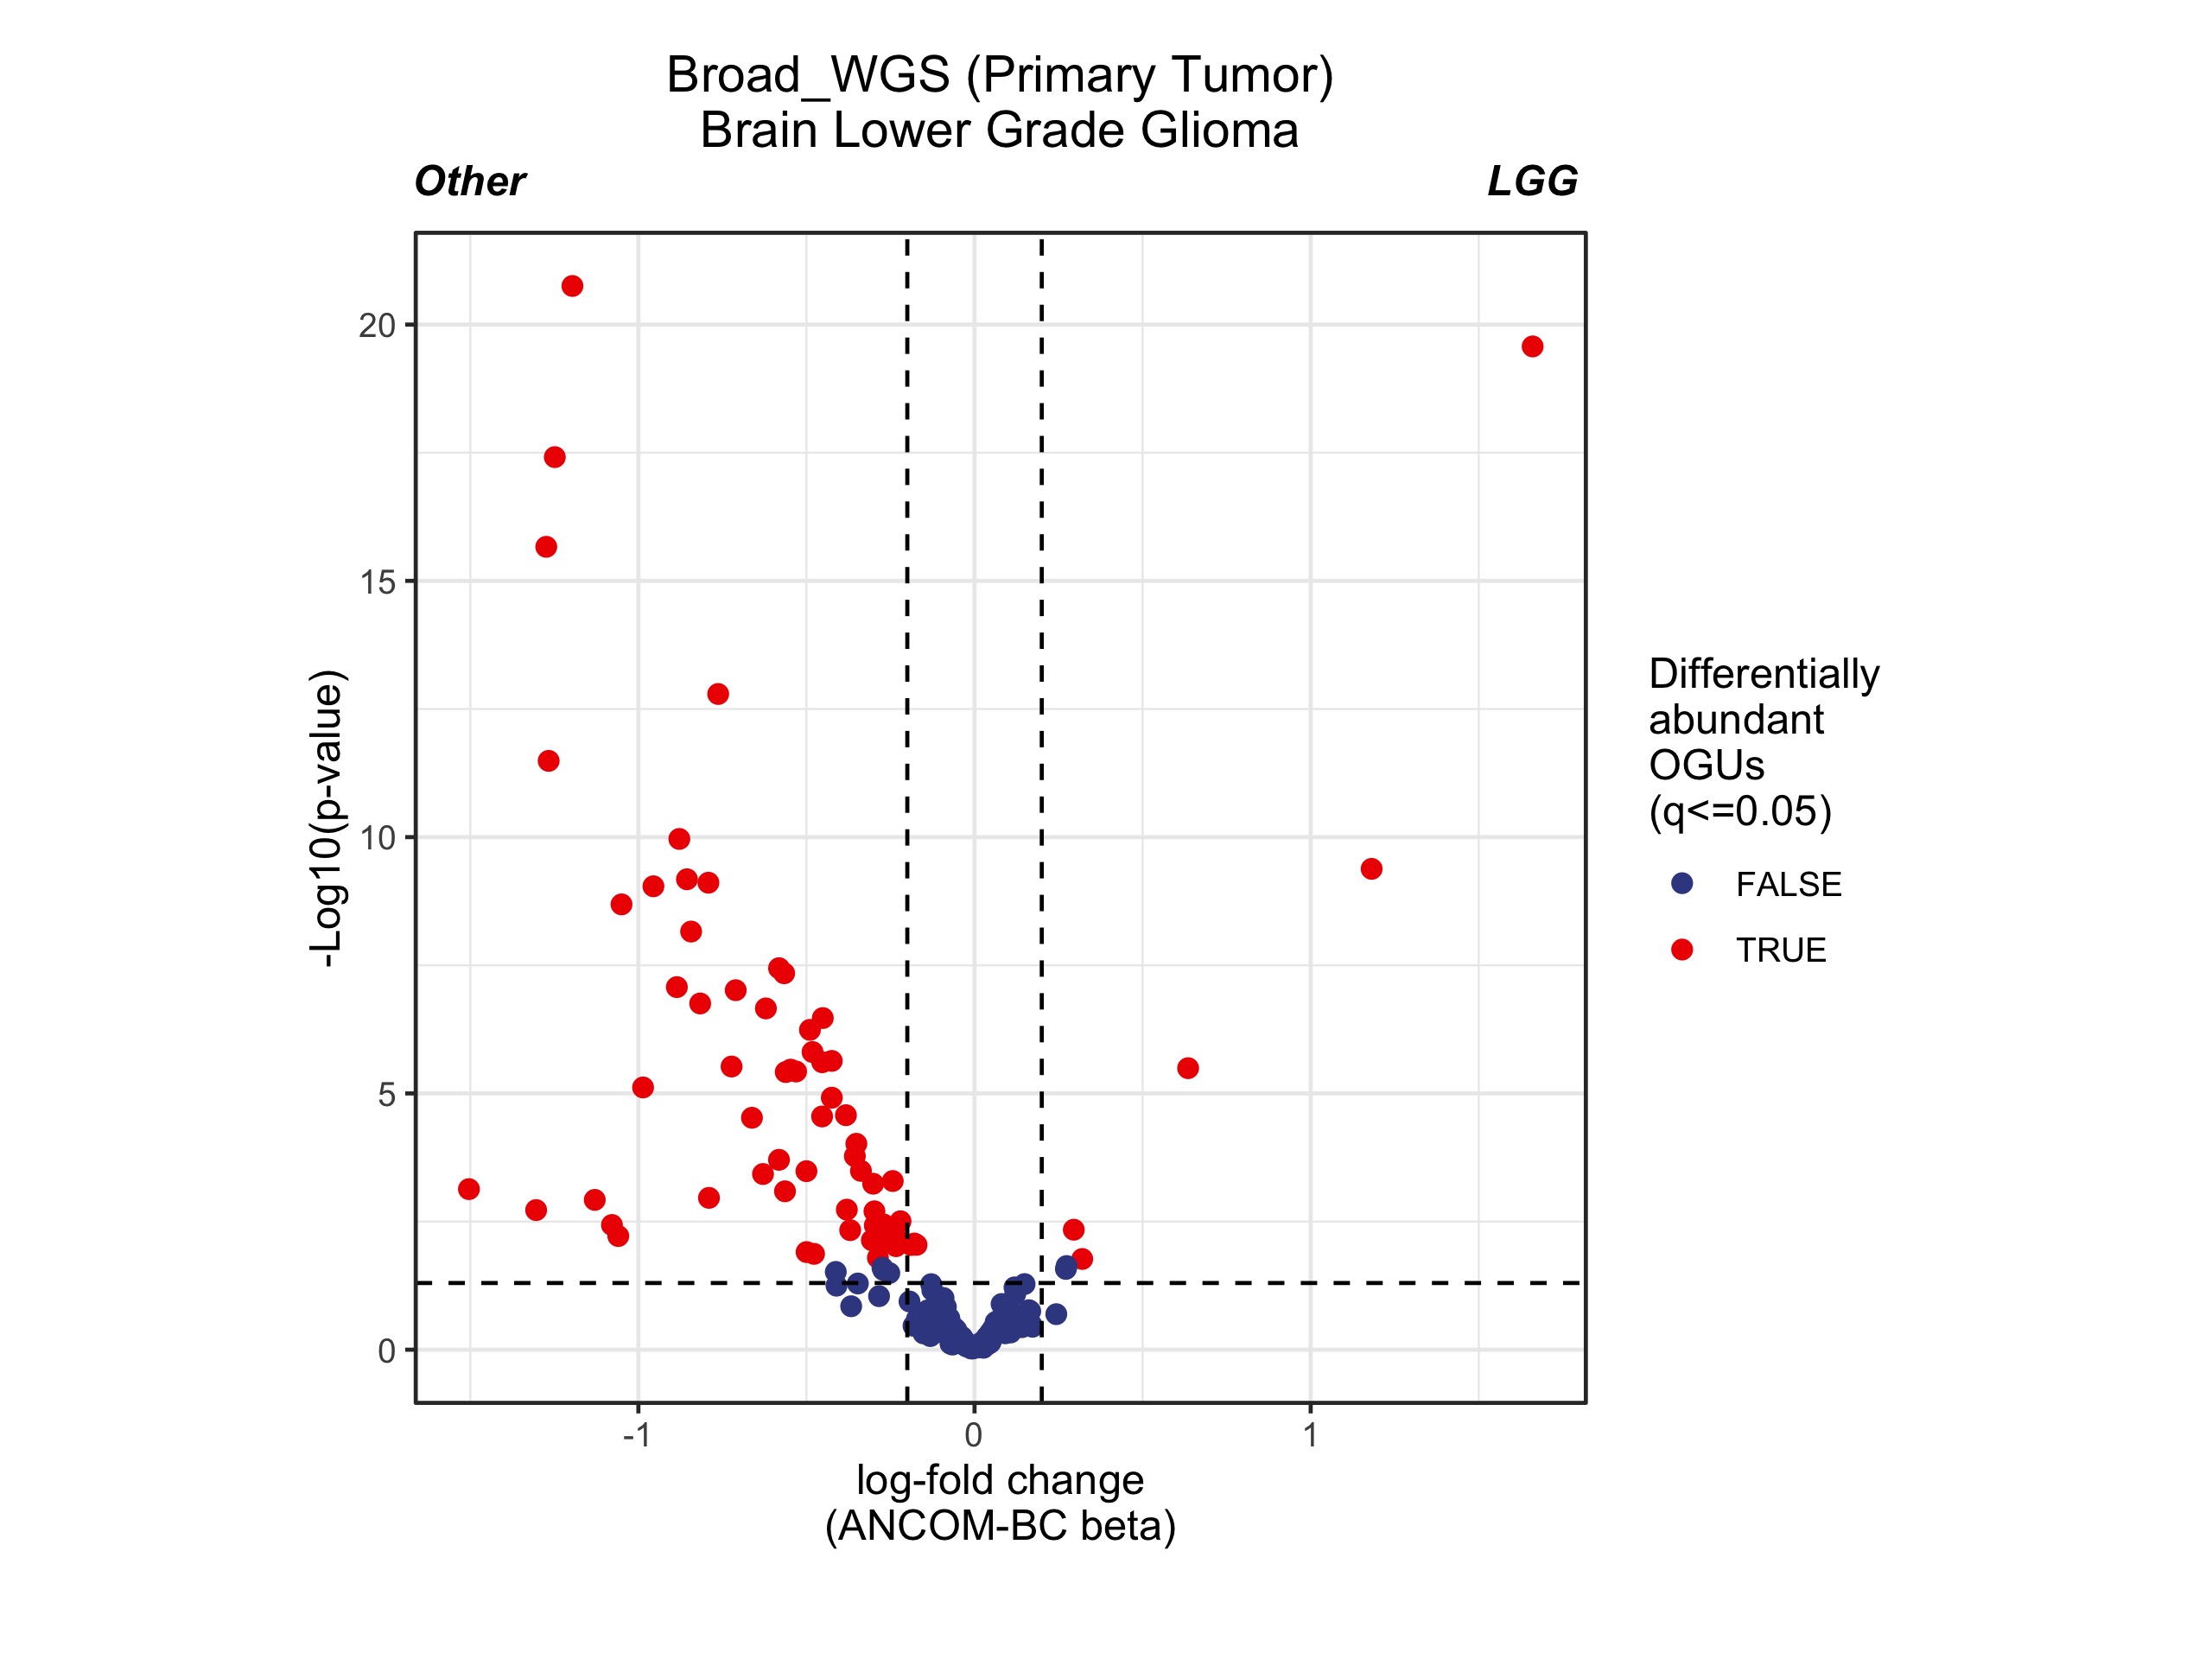 Broad_WGS (Primary Tumor)
Brain Lower Grade Glioma
Other
LGG
20
15
10
5
0
-Log10(p-value)
-1
0
1
log-fold change
(ANCOM-BC beta)
Differentially
abundant
OGUs
(q<=0.05)
FALSE
TRUE